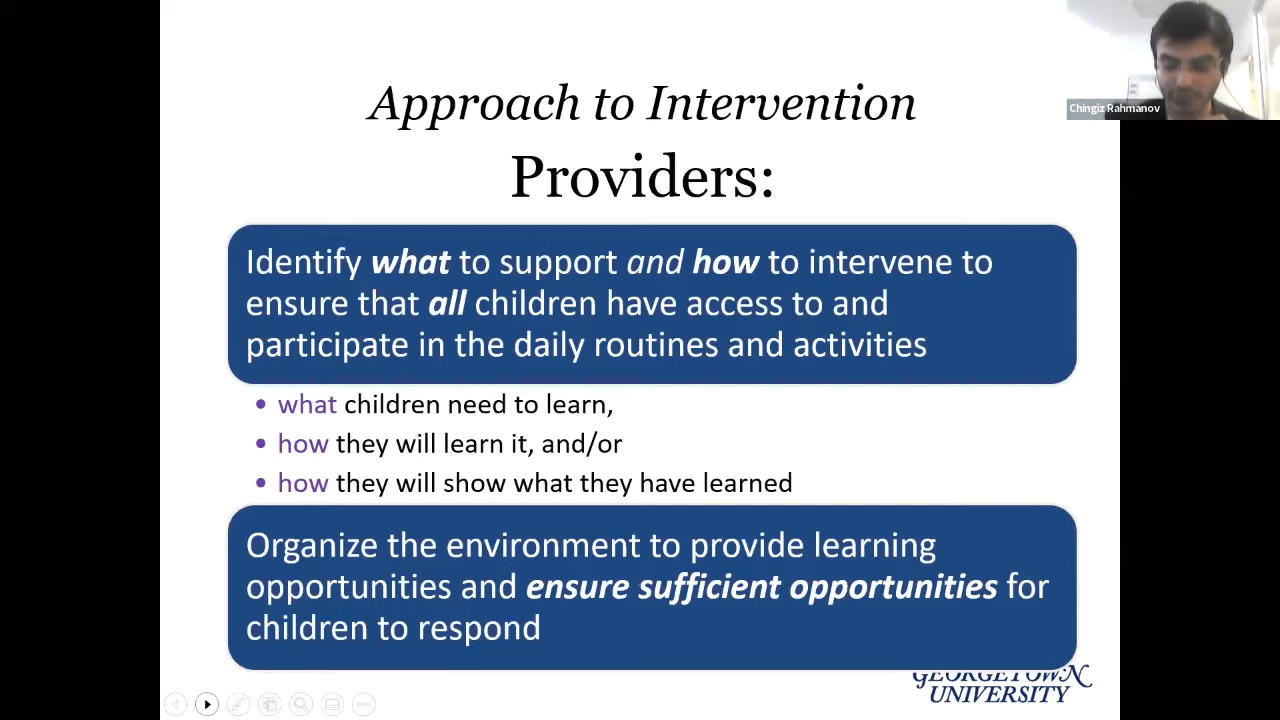 Chingiz Rahmanov
Approach to Intervention
Providers:
Identify what to support and how to intervene to
ensure that all children have access to and
participate in the daily routines and activities
• what children need to learn,
• how they will learn it, and/or
• how they will show what they have learned
Organize the environment to provide learning
opportunities and ensure sufficient opportunities for
children to respond
GEORGETOWN
UNIVERSITY